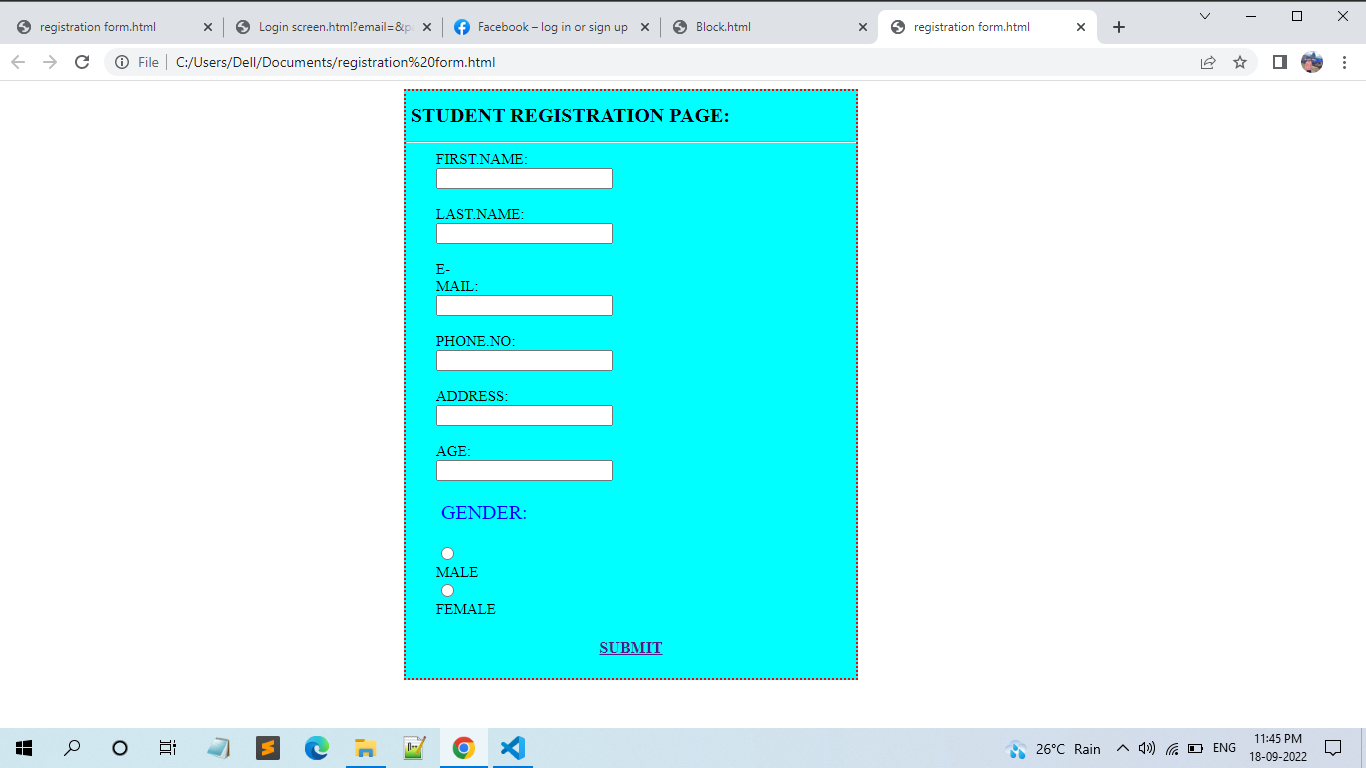 registration form.html
Login screen.html?email=&p
Facebook – log in or sign up
Block.html
registration form.html
File
C:/Users/Dell/Documents/registration%20form.html
STUDENT REGISTRATION PAGE:
FIRST.NAME:
LAST.NAME:
E-
MAIL:
PHONE.NO:
ADDRESS:
AGE:
GENDER:
MALE
FEMALE
SUBMIT
26°C Rain
ENG
11:45 PM
18-09-2022